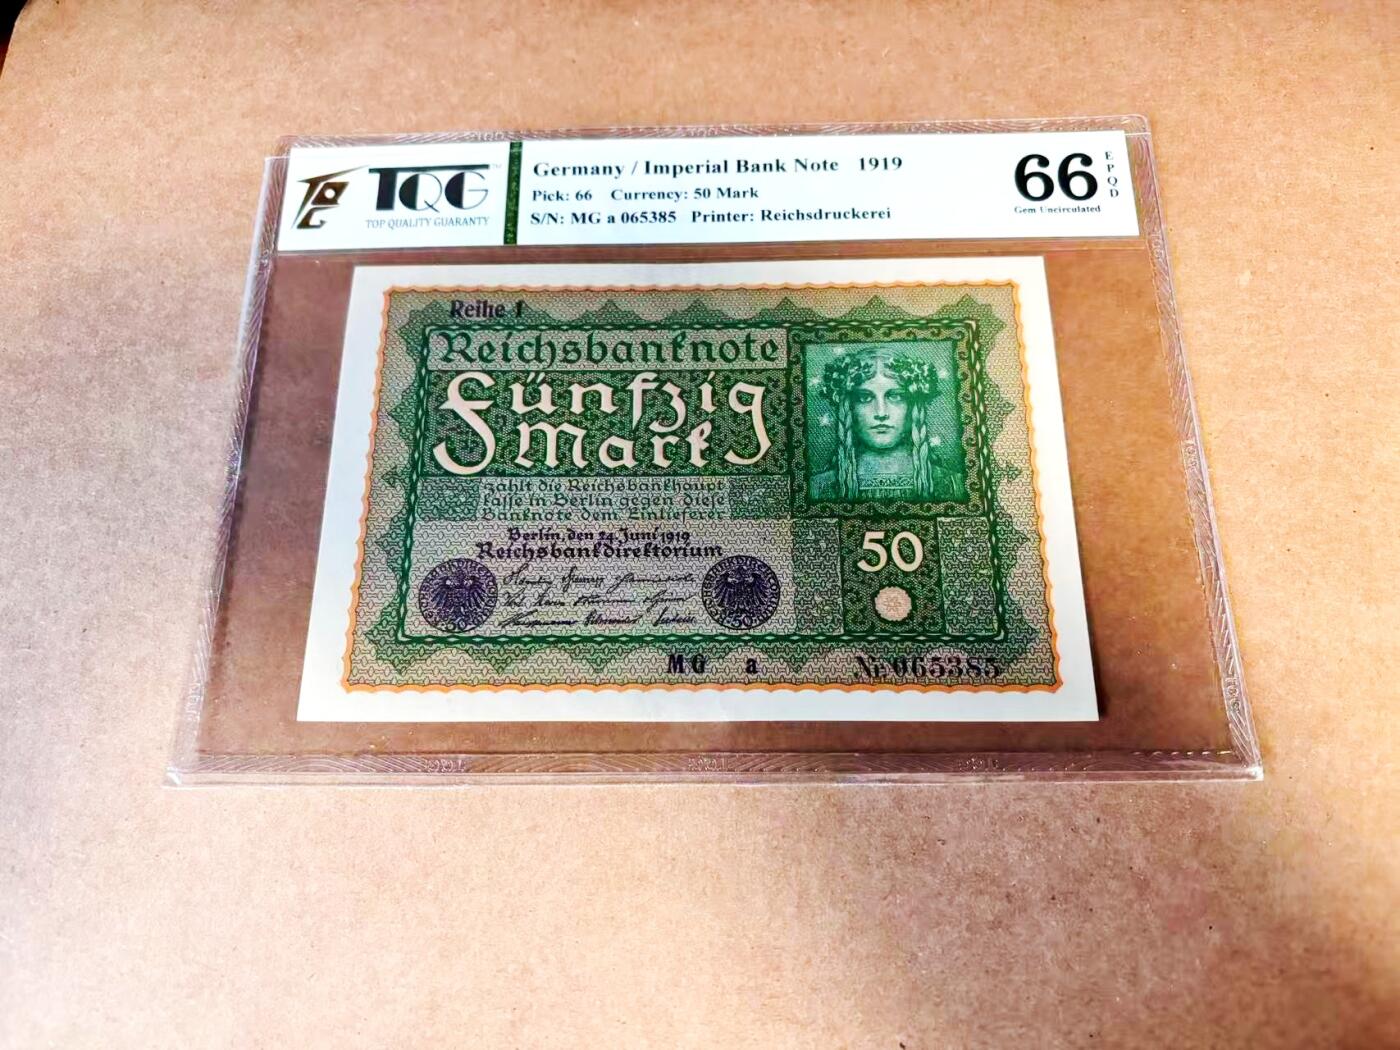 TQG
TOP QUALITY GUARANTY
Germany / Imperial Bank Note 1919
Pick: 66 Currency: 50 Mark
S/N: MG a 065385 Printer: Reichsdruckerei
66
EPQD
Gem Uncirculated
Reihe 1
Reichsbanknote
Fünfzig
Mark
zahlt die Reichsbankhaupt
kasse in Berlin gegen diese
Banknote dem Einlieferer
Berlin, den 24. Juni 1919
Reichsbankdirektorium
50
MG a
Nr. 065385